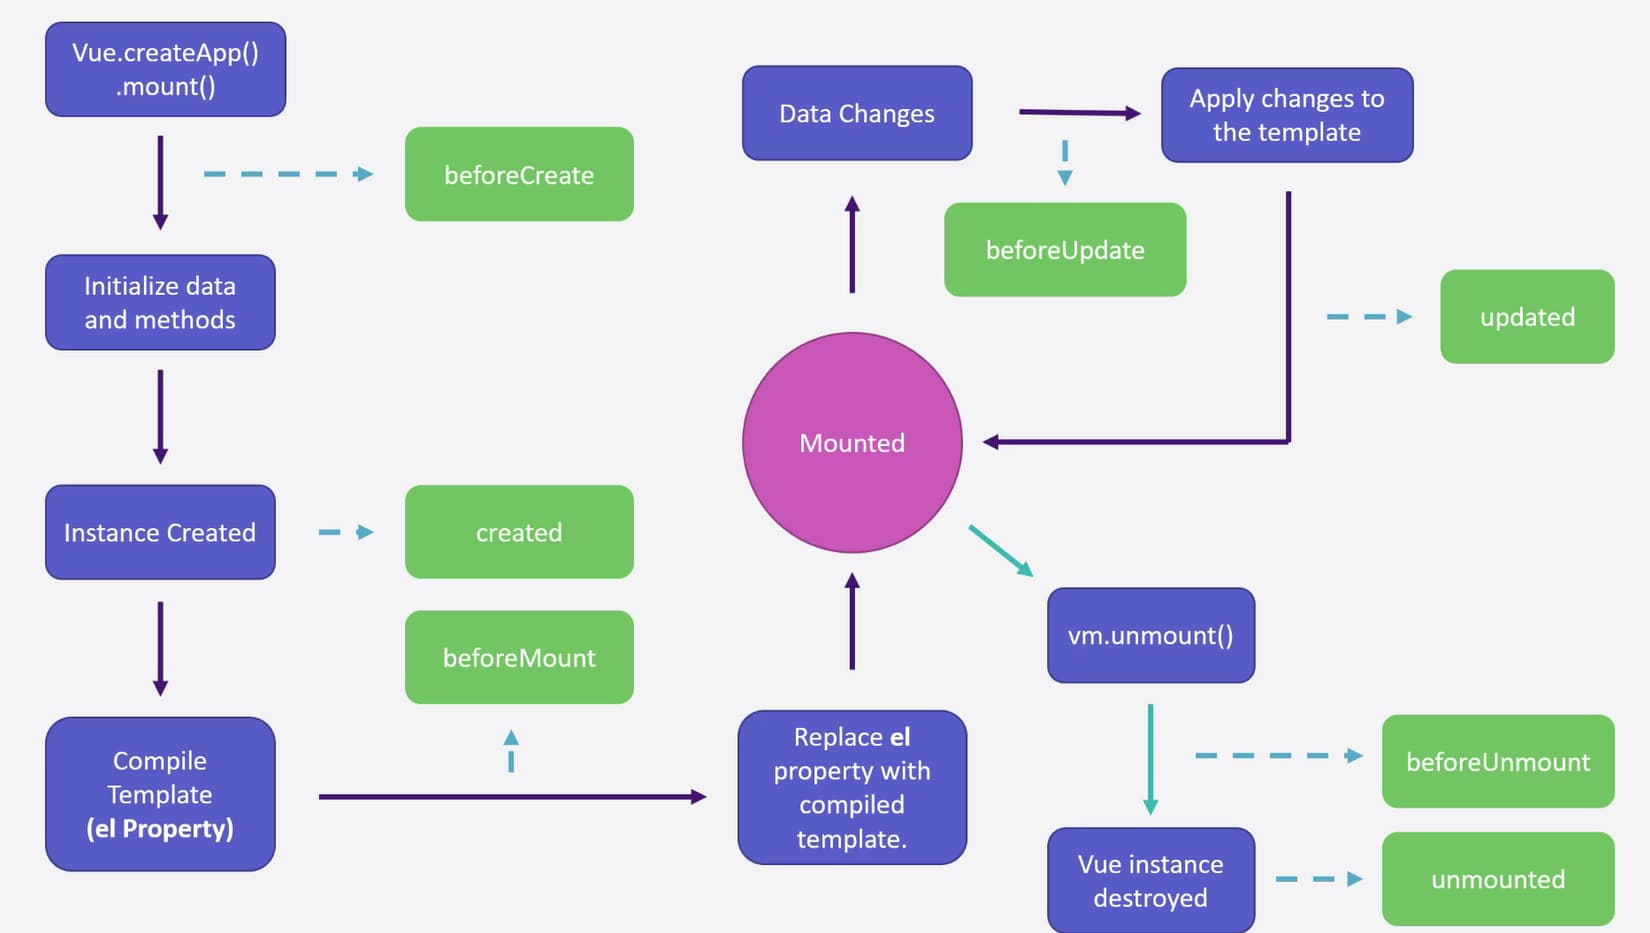 Vue.createApp()
.mount()
beforeCreate
Initialize data
and methods
Instance Created
created
beforeMount
Compile
Template
(el Property)
Replace el
property with
compiled
template.
Mounted
Data Changes
beforeUpdate
Apply changes to
the template
updated
vm.unmount()
beforeUnmount
Vue instance
destroyed
unmounted